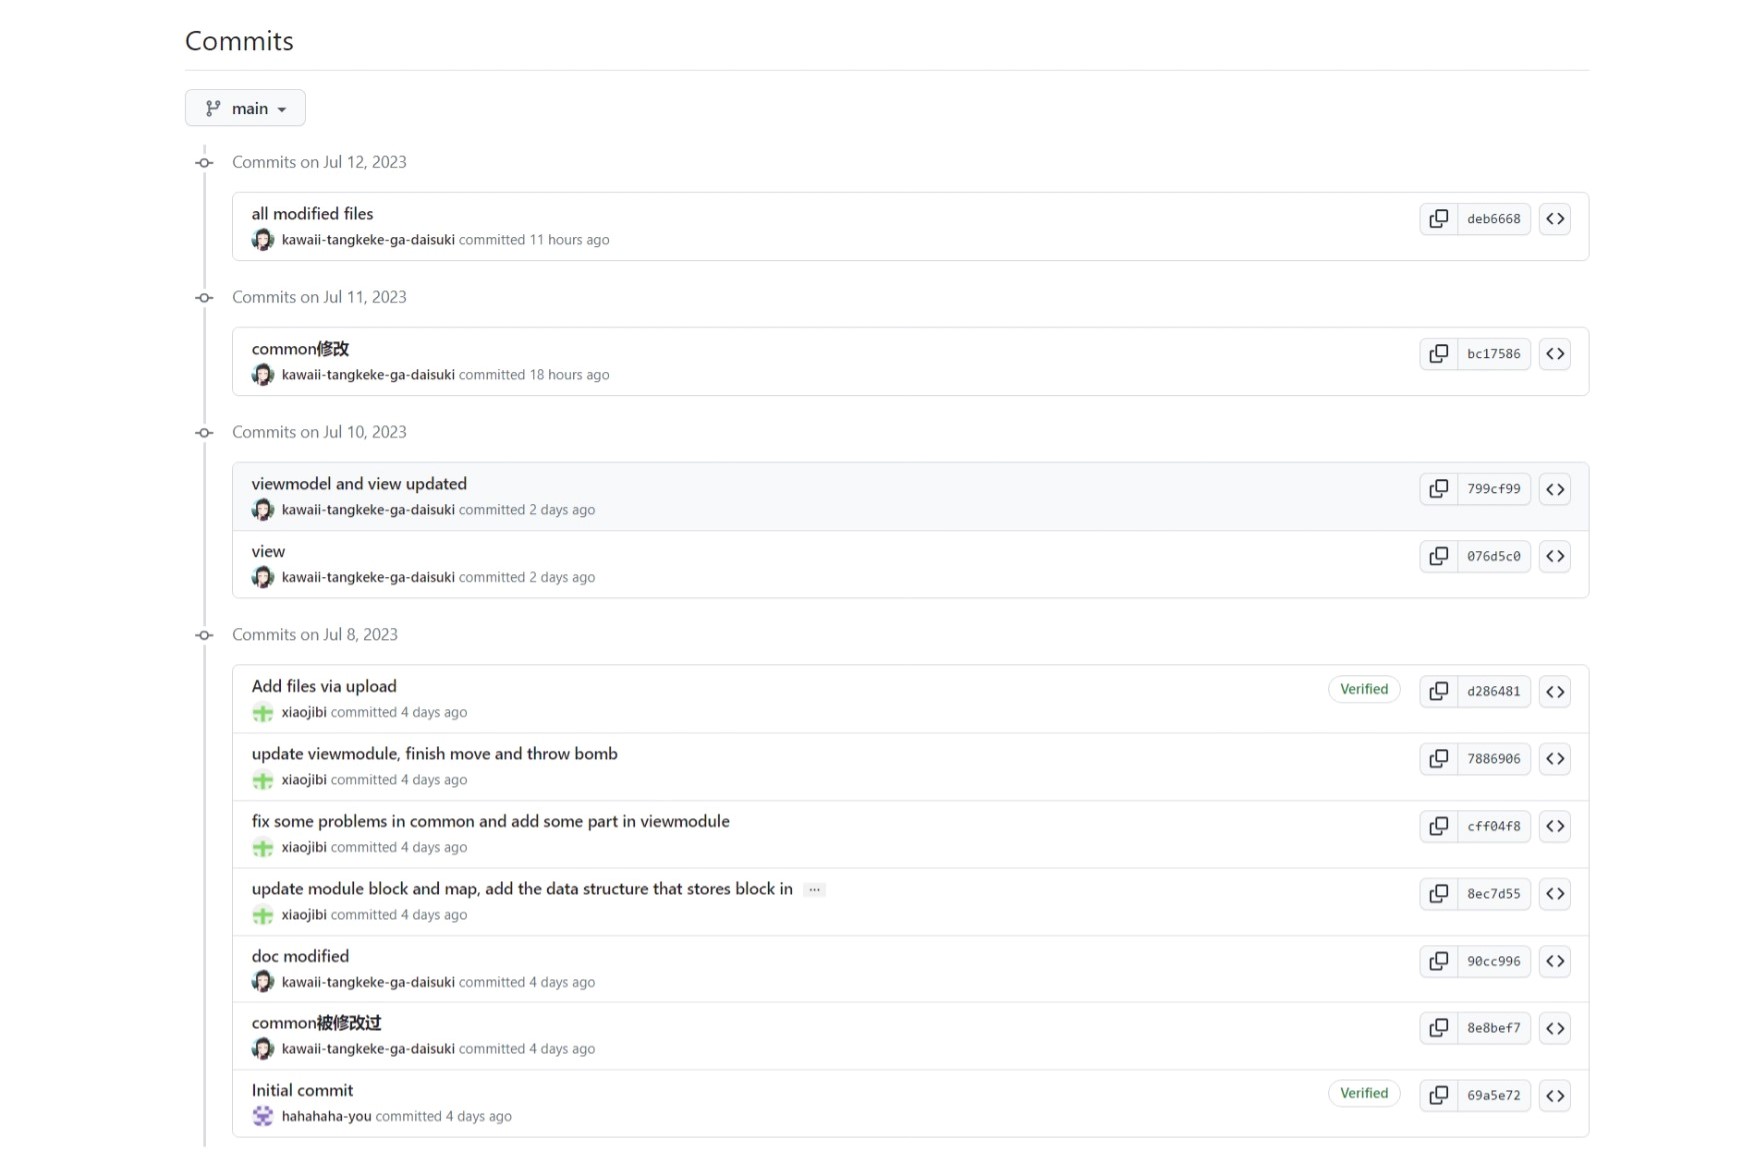 Commits
main
Commits on Jul 12, 2023
all modified files
deb6668
kawaii-tangkeke-ga-daisuki committed 11 hours ago
Commits on Jul 11, 2023
common修改
bc17586
kawaii-tangkeke-ga-daisuki committed 18 hours ago
Commits on Jul 10, 2023
viewmodel and view updated
799cf99
kawaii-tangkeke-ga-daisuki committed 2 days ago
view
076d5c0
kawaii-tangkeke-ga-daisuki committed 2 days ago
Commits on Jul 8, 2023
Add files via upload
Verified
d286481
xiaojibi committed 4 days ago
update viewmodule, finish move and throw bomb
7886906
xiaojibi committed 4 days ago
fix some problems in common and add some part in viewmodule
cff04f8
xiaojibi committed 4 days ago
update module block and map, add the data structure that stores block in ...
8ec7d55
xiaojibi committed 4 days ago
doc modified
90cc996
kawaii-tangkeke-ga-daisuki committed 4 days ago
common被修改过
8e8bef7
kawaii-tangkeke-ga-daisuki committed 4 days ago
Initial commit
Verified
69a5e72
hahahaha-you committed 4 days ago